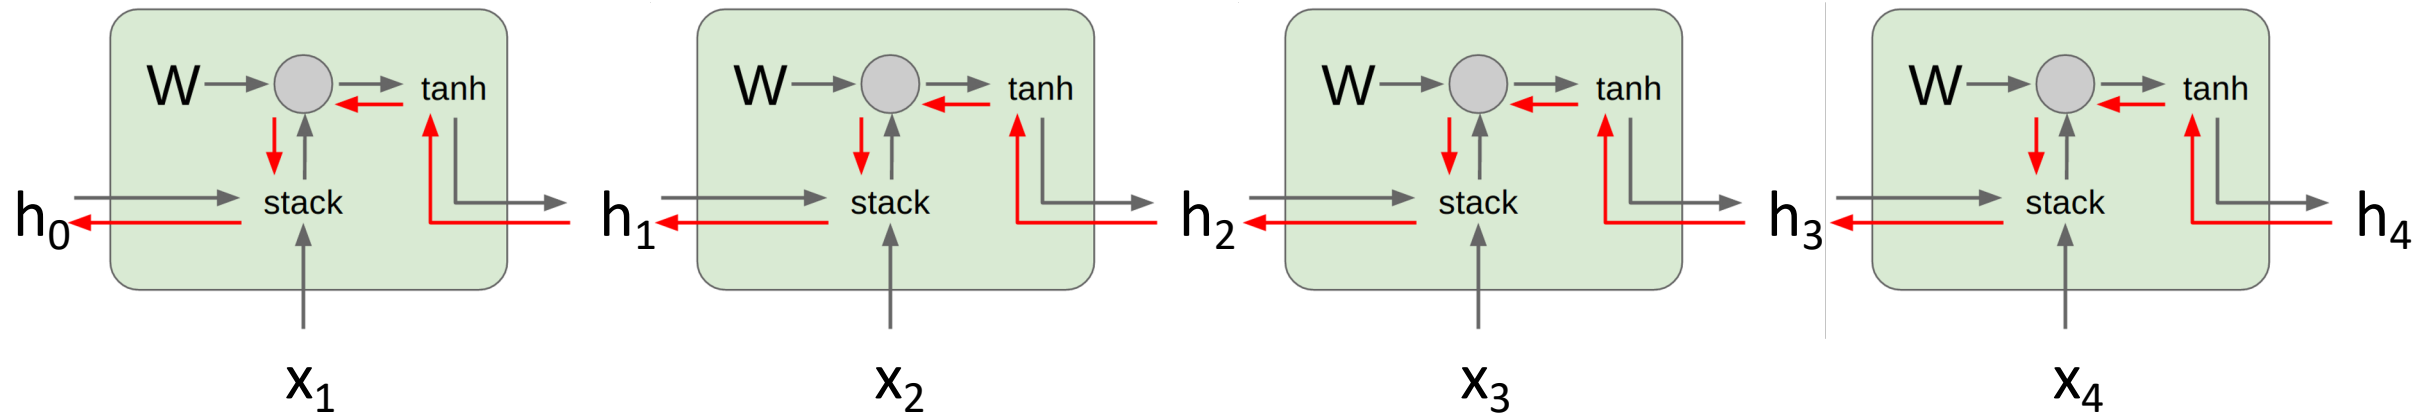 W tanh W tanh W tanh W tanh
h0 stack h1 stack h2 stack h3 stack h4
x1 x2 x3 x4